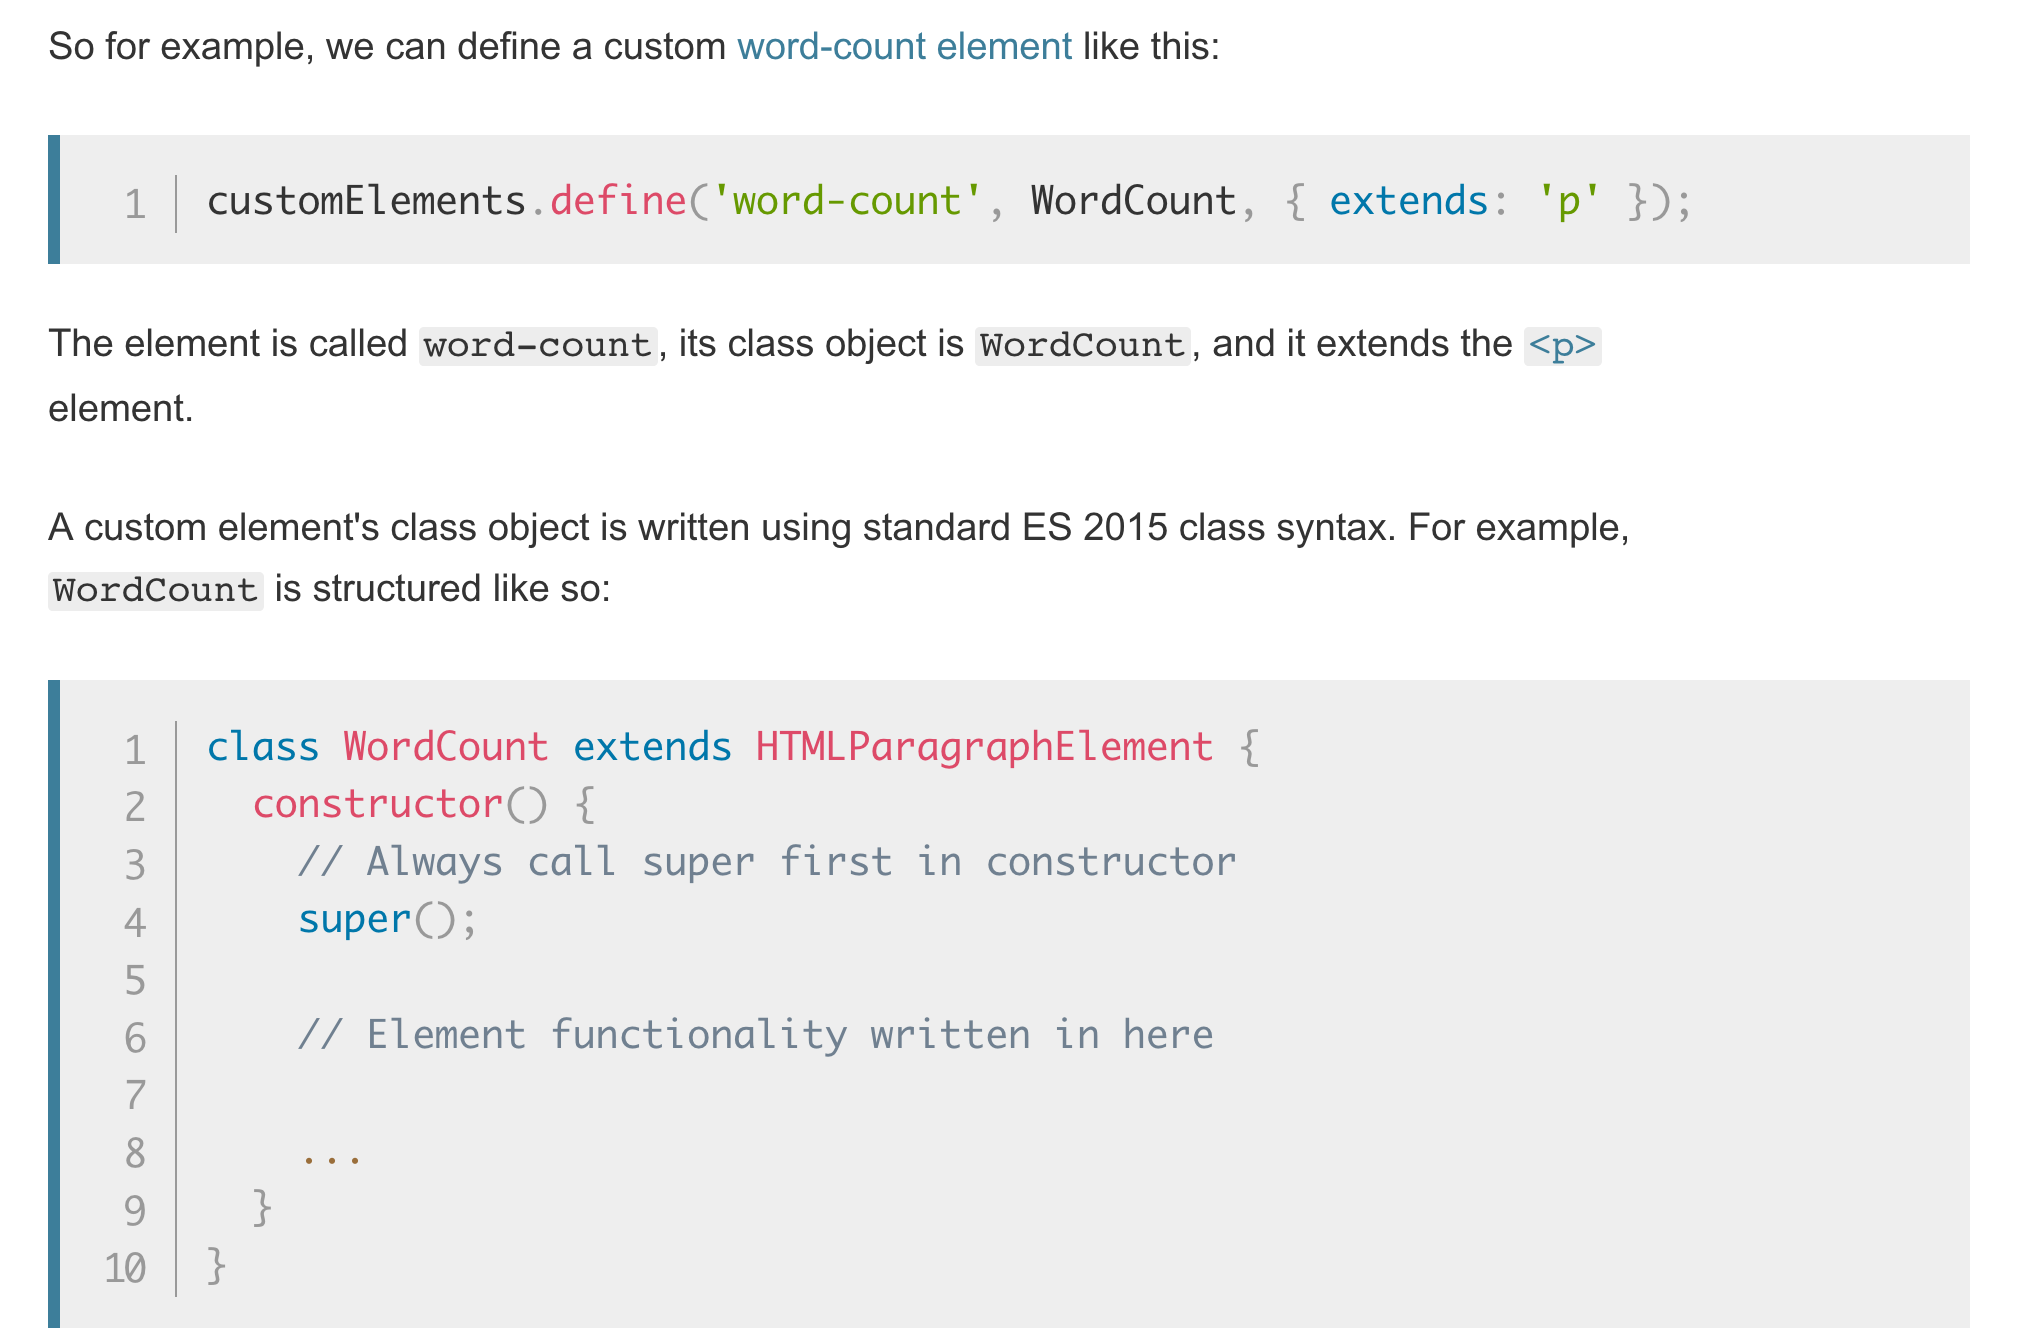 So for example, we can define a custom word-count element like this:
1 customElements.define('word-count', WordCount, { extends: 'p' });
The element is called word-count, its class object is WordCount, and it extends the <p>
element.
A custom element's class object is written using standard ES 2015 class syntax. For example,
WordCount is structured like so:
1 class WordCount extends HTMLParagraphElement {
2   constructor() {
3     // Always call super first in constructor
4     super();
5
6     // Element functionality written in here
7
8     ...
9   }
10 }